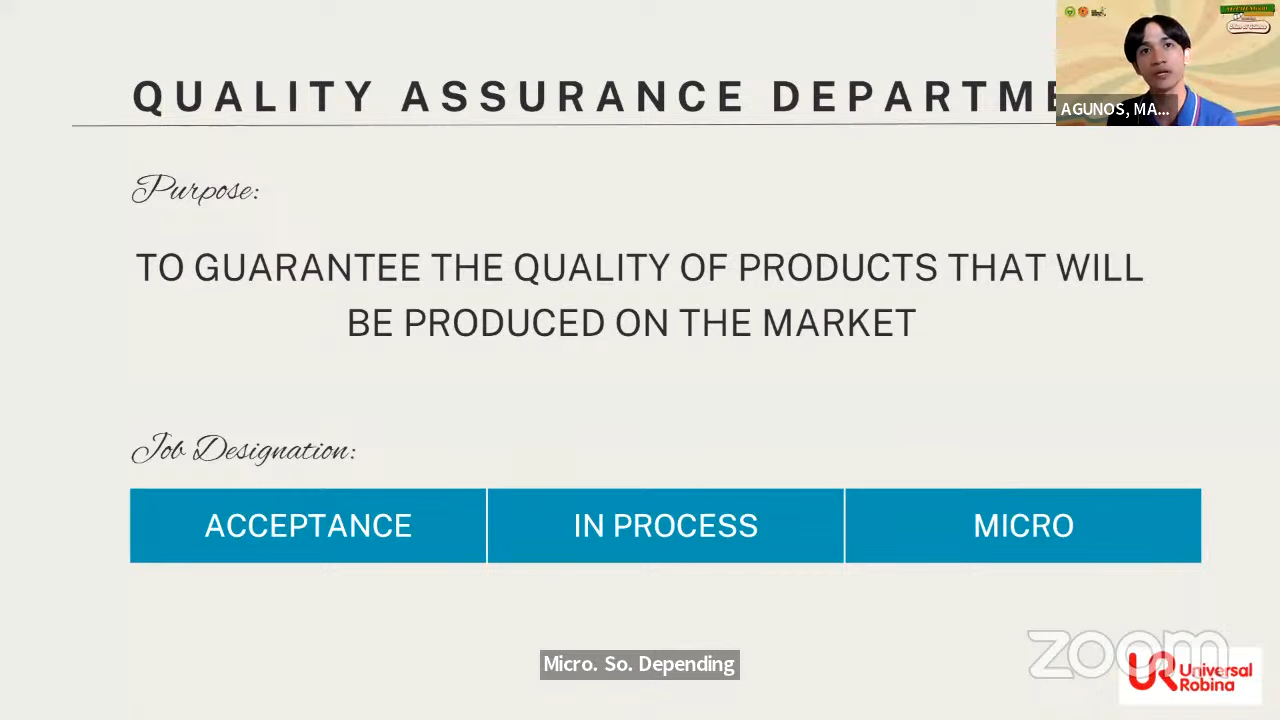 QUALITY ASSURANCE DEPARTME
AGUNOS, MA...
Purpose:
TO GUARANTEE THE QUALITY OF PRODUCTS THAT WILL
BE PRODUCED ON THE MARKET
Job Designation:
ACCEPTANCE
IN PROCESS
MICRO
Micro. So. Depending
zoom
Universal
Robina